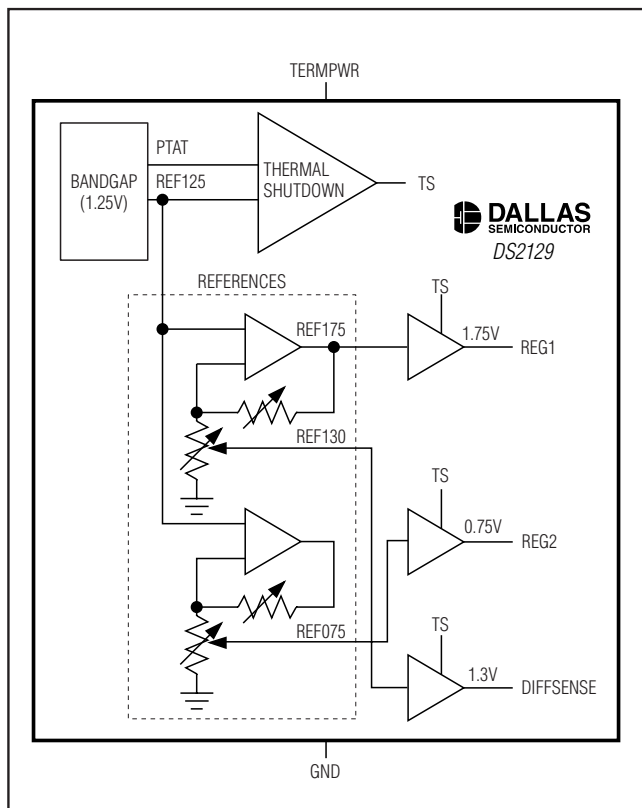 TERMPWR
BANDGAP
(1.25V)
PTAT
REF125
THERMAL
SHUTDOWN
TS
DALLAS
SEMICONDUCTOR
DS2129
REFERENCES
REF175
TS
1.75V
REG1
REF130
TS
0.75V
REG2
REF075
TS
1.3V
DIFFSENSE
GND